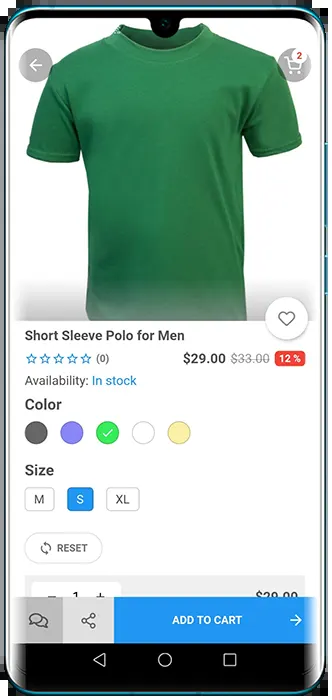 2
Short Sleeve Polo for Men
(0) $29.00 $33.00 12 %
Availability: In stock
Color
Size
M S XL
RESET
1 $29.00
ADD TO CART